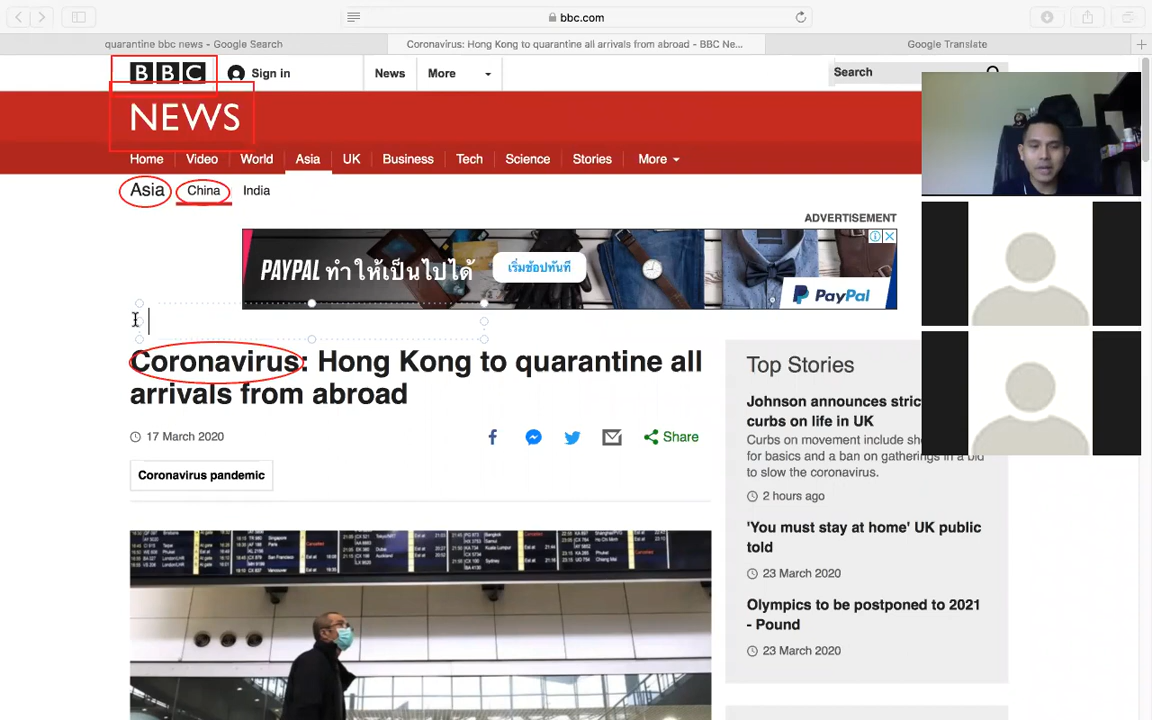 bbc.com
quarantine bbc news - Google Search
Coronavirus: Hong Kong to quarantine all arrivals from abroad - BBC Ne...
Google Translate
BBC
Sign in
News
More
Search
NEWS
Home
Video
World
Asia
UK
Business
Tech
Science
Stories
More
Asia
China
India
ADVERTISEMENT
PAYPAL ทำให้เป็นไปได้
เริ่มช้อปทันที
PayPal
Coronavirus: Hong Kong to quarantine all
arrivals from abroad
17 March 2020
Share
Coronavirus pandemic
Top Stories
Johnson announces stric
curbs on life in UK
Curbs on movement include sh
for basics and a ban on gatherings in a bid
to slow the coronavirus.
2 hours ago
'You must stay at home' UK public
told
23 March 2020
Olympics to be postponed to 2021
- Pound
23 March 2020